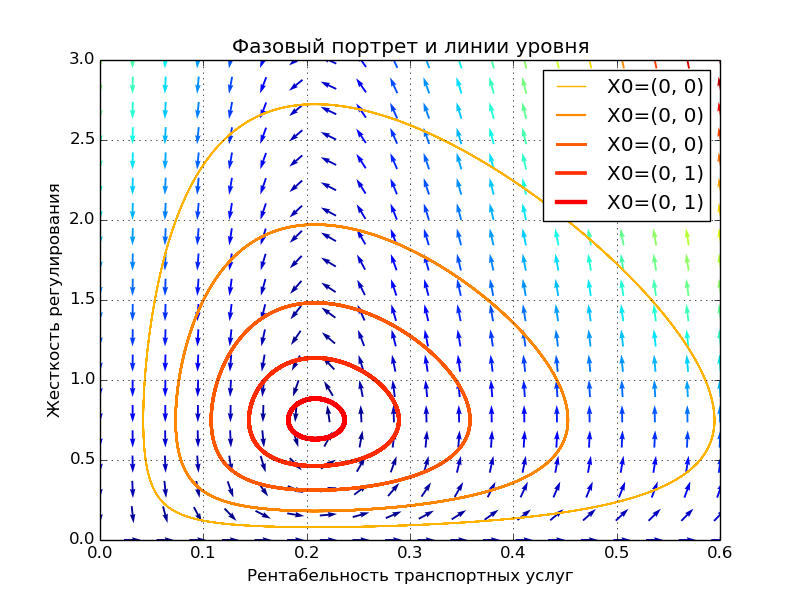 Фазовый портрет и линии уровня
3.0
2.5
2.0
1.5
1.0
0.5
0.0
Жесткость регулирования
X0=(0, 0)
X0=(0, 0)
X0=(0, 0)
X0=(0, 1)
X0=(0, 1)
0.0 0.1 0.2 0.3 0.4 0.5 0.6
Рентабельность транспортных услуг